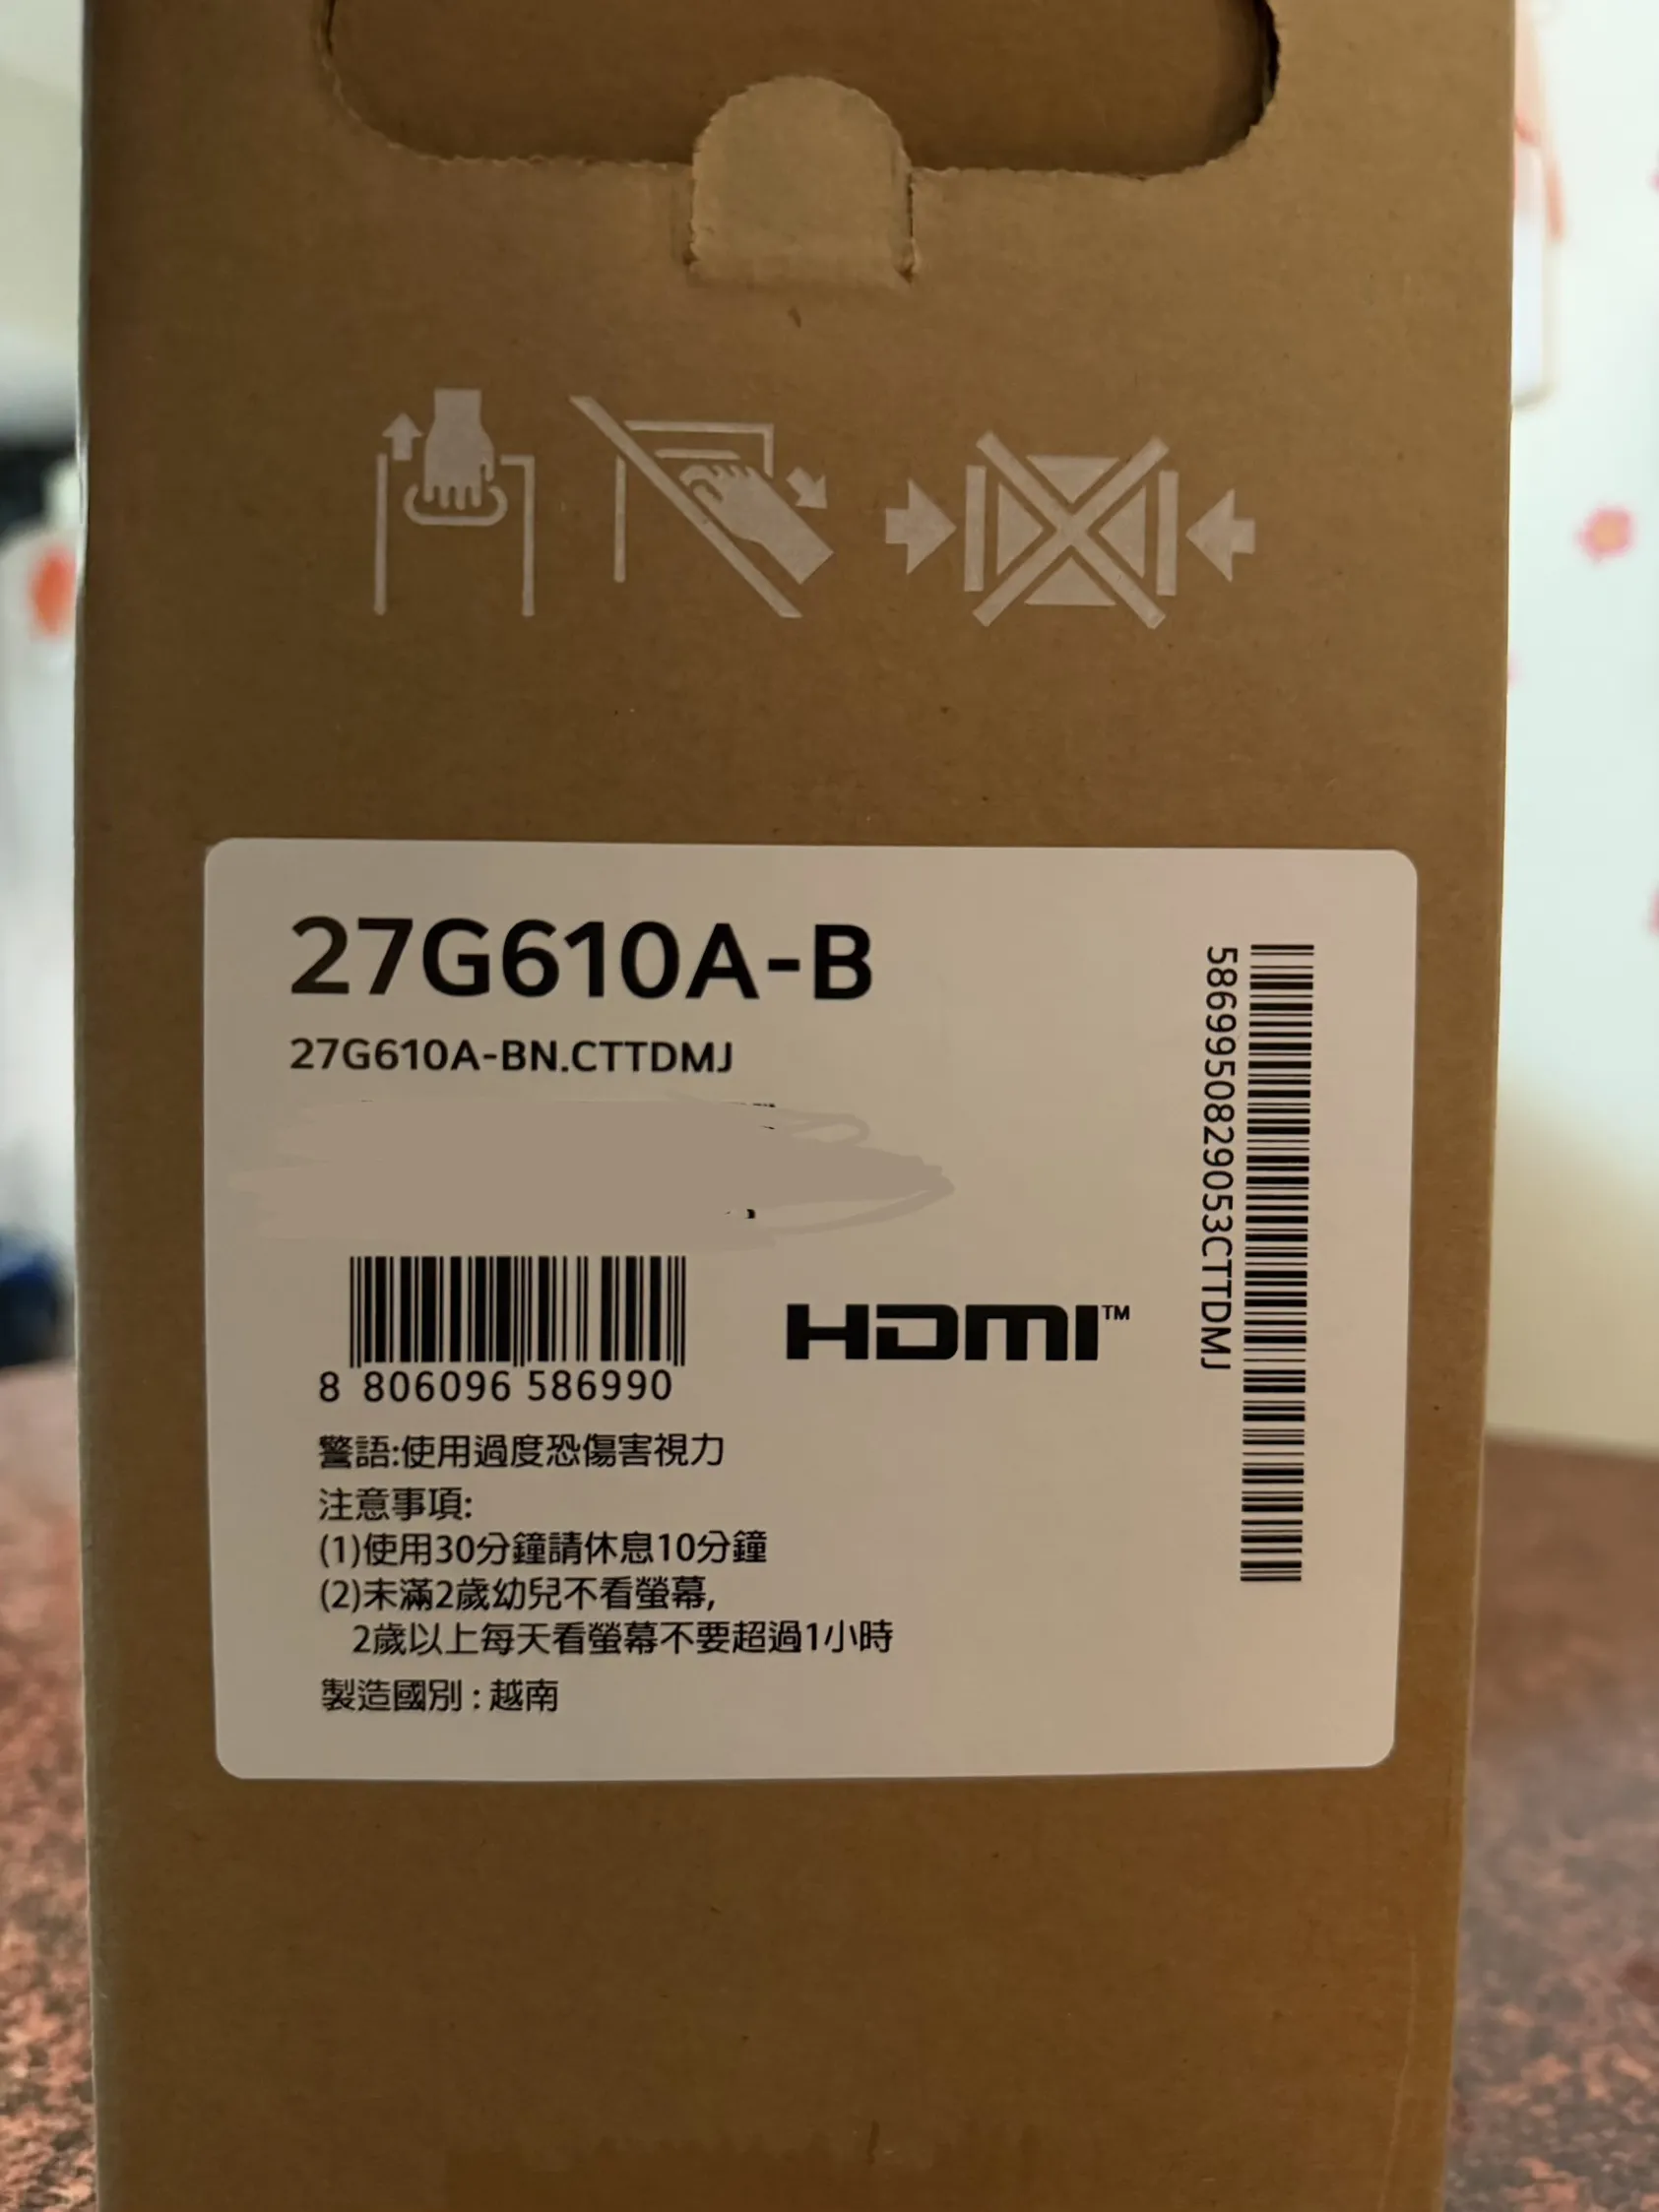 27G610A-B
27G610A-BN.CTTDMJ
8 806096 586990
HDMI™
警語:使用過度恐傷害視力
注意事項:
(1)使用30分鐘請休息10分鐘
(2)未滿2歲幼兒不看螢幕,
2歲以上每天看螢幕不要超過1小時
製造國別 : 越南
5869950829053CTTDMJ